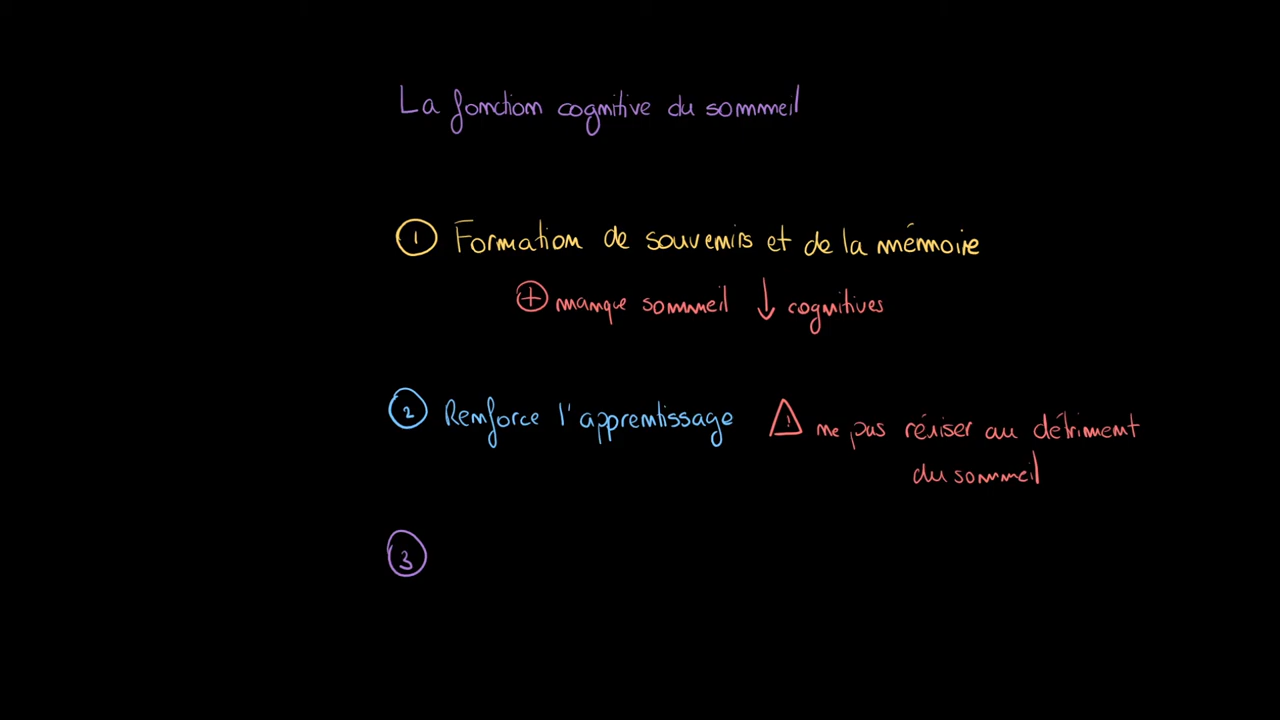 La fonction cognitive du sommeil
1 Formation de souvenirs et de la mémoire
+ manque sommeil ↓ cognitives
2 Renforce l'apprentissage ! ne pas réviser au détriment
du sommeil
3